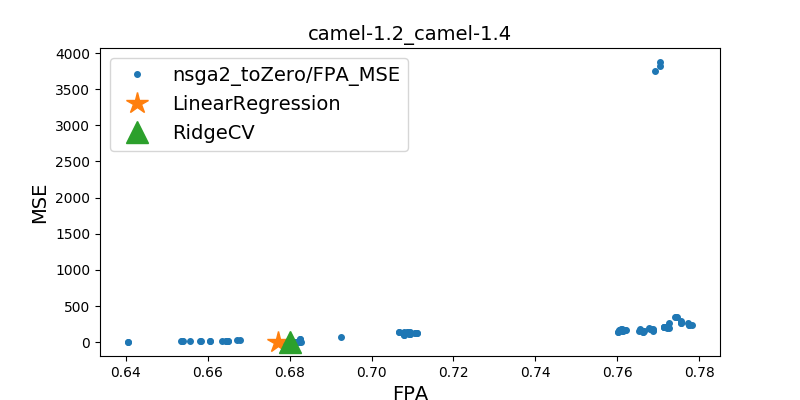 camel-1.2_camel-1.4
nsga2_toZero/FPA_MSE
LinearRegression
RidgeCV
MSE
4000
3500
3000
2500
2000
1500
1000
500
0
0.64 0.66 0.68 0.70 0.72 0.74 0.76 0.78
FPA